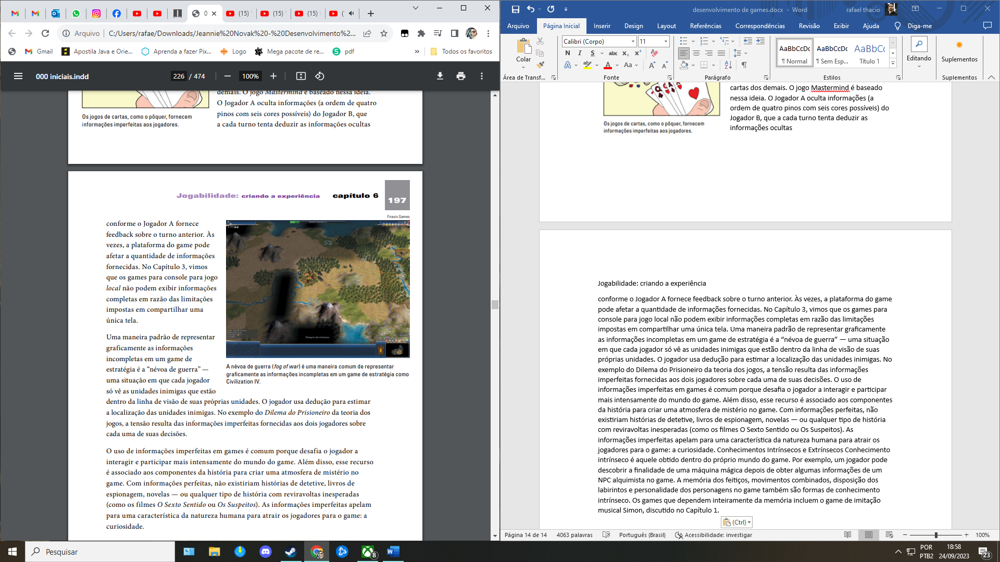 0
(15)
(15)
(15)
Arquivo
C:/Users/rafae/Downloads/Jeannie%20Novak%20-%20Desenvolvimento%2...
Gmail
Apostila Java e Orie...
Aprenda a fazer Pix...
Logo
Mega pacote de re...
pdf
»
Todos os favoritos
000 iniciais.indd
226 / 474
100%
demais. O jogo Mastermind é baseado nessa ideia.
O Jogador A oculta informações (a ordem de quatro
pinos com seis cores possíveis) do Jogador B, que
a cada turno tenta deduzir as informações ocultas
Os jogos de cartas, como o pôquer, fornecem
informações imperfeitas aos jogadores.
Jogabilidade: criando a experiência capítulo 6 197
Firaxis Games
conforme o Jogador A fornece
feedback sobre o turno anterior. Às
vezes, a plataforma do game pode
afetar a quantidade de informações
fornecidas. No Capítulo 3, vimos
que os games para console para jogo
local não podem exibir informações
completas em razão das limitações
impostas em compartilhar uma
única tela.
Uma maneira padrão de representar
graficamente as informações
incompletas em um game de
estratégia é a “névoa de guerra” —
uma situação em que cada jogador
só vê as unidades inimigas que estão
dentro da linha de visão de suas próprias unidades. O jogador usa dedução para estimar
a localização das unidades inimigas. No exemplo do Dilema do Prisioneiro da teoria dos
jogos, a tensão resulta das informações imperfeitas fornecidas aos dois jogadores sobre
cada uma de suas decisões.
A névoa de guerra (fog of war) é uma maneira comum de representar
graficamente as informações incompletas em um game de estratégia como
Civilization IV.
O uso de informações imperfeitas em games é comum porque desafia o jogador a
interagir e participar mais intensamente do mundo do game. Além disso, esse recurso
é associado aos componentes da história para criar uma atmosfera de mistério no
game. Com informações perfeitas, não existiriam histórias de detetive, livros de
espionagem, novelas — ou qualquer tipo de história com reviravoltas inesperadas
(como os filmes O Sexto Sentido ou Os Suspeitos). As informações imperfeitas apelam
para uma característica da natureza humana para atrair os jogadores para o game: a
curiosidade.
desenvolvimento de games.docx - Word
rafael thacio
Arquivo
Página Inicial
Inserir
Design
Layout
Referências
Correspondências
Revisão
Exibir
Ajuda
Diga-me
Colar
Área de Transf...
Calibri (Corpo)
11
N I S abc x₂ x²
A aby A Aa A A
Fonte
Parágrafo
AaBbCcDc
¶ Normal
AaBbCcDc
¶ Sem Esp...
AaBbCc
Título 1
Estilos
Editando
Suplementos
Suplementos
cartas dos demais. O jogo Mastermind é baseado
nessa ideia. O Jogador A oculta informações (a
ordem de quatro pinos com seis cores possíveis) do
Jogador B, que a cada turno tenta deduzir as
informações ocultas
Os jogos de cartas, como o pôquer, fornecem
informações imperfeitas aos jogadores.
Jogabilidade: criando a experiência
conforme o Jogador A fornece feedback sobre o turno anterior. Às vezes, a plataforma do game
pode afetar a quantidade de informações fornecidas. No Capítulo 3, vimos que os games para
console para jogo local não podem exibir informações completas em razão das limitações
impostas em compartilhar uma única tela. Uma maneira padrão de representar graficamente
as informações incompletas em um game de estratégia é a “névoa de guerra” — uma situação
em que cada jogador só vê as unidades inimigas que estão dentro da linha de visão de suas
próprias unidades. O jogador usa dedução para estimar a localização das unidades inimigas. No
exemplo do Dilema do Prisioneiro da teoria dos jogos, a tensão resulta das informações
imperfeitas fornecidas aos dois jogadores sobre cada uma de suas decisões. O uso de
informações imperfeitas em games é comum porque desafia o jogador a interagir e participar
mais intensamente do mundo do game. Além disso, esse recurso é associado aos componentes
da história para criar uma atmosfera de mistério no game. Com informações perfeitas, não
existiriam histórias de detetive, livros de espionagem, novelas — ou qualquer tipo de história
com reviravoltas inesperadas (como os filmes O Sexto Sentido ou Os Suspeitos). As
informações imperfeitas apelam para uma característica da natureza humana para atrair os
jogadores para o game: a curiosidade. Conhecimentos Intrínsecos e Extrínsecos Conhecimento
intrínseco é aquele obtido dentro do próprio mundo do game. Por exemplo, um jogador pode
descobrir a finalidade de uma máquina mágica depois de obter algumas informações de um
NPC alquimista no game. A memória dos feitiços, movimentos combinados, disposição dos
labirintos e personalidade dos personagens no game também são formas de conhecimento
intrínseco. Os games que dependem inteiramente da memória incluem o game de imitação
musical Simon, discutido no Capítulo 1.
(Ctrl)
Página 14 de 14
4063 palavras
Português (Brasil)
Acessibilidade: investigar
100%
Pesquisar
8
POR
PTB2
18:58
24/09/2023
23